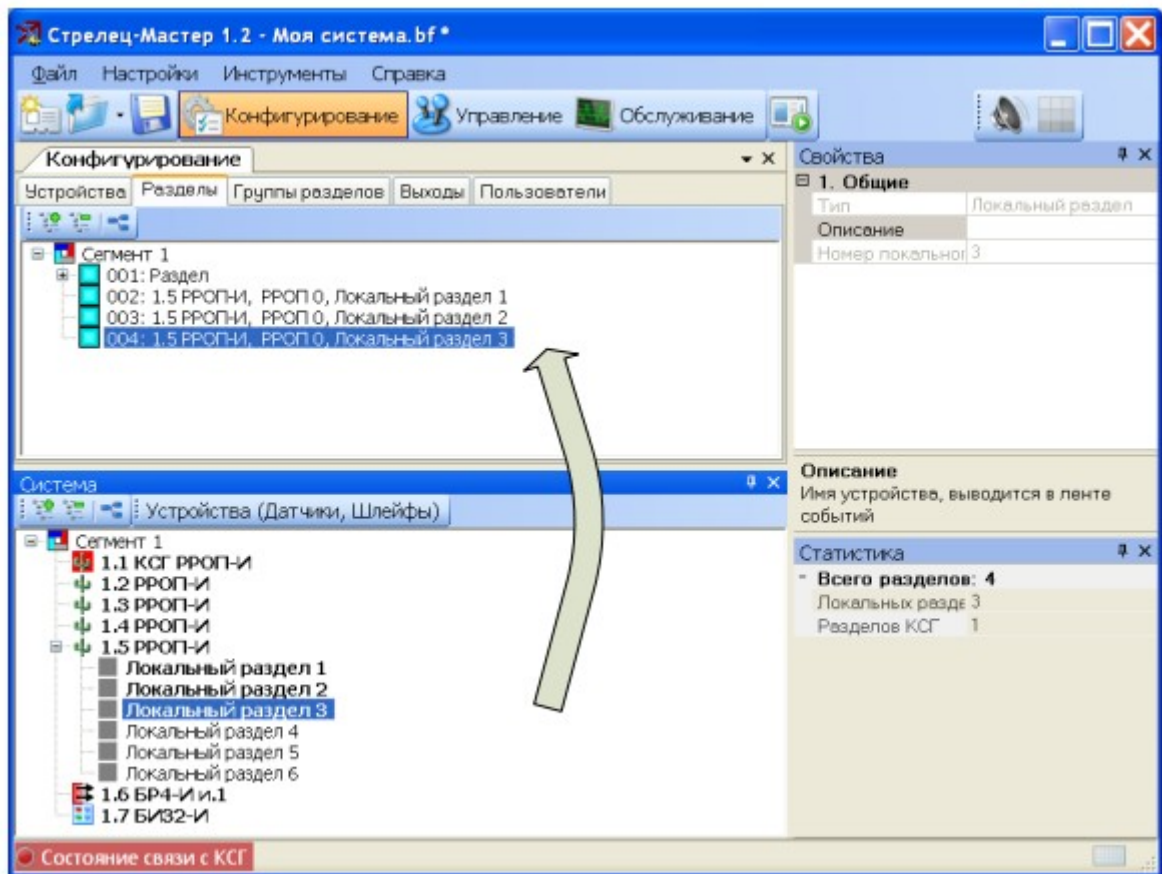 Стрелец-Мастер 1.2 - Моя система.bf *
Файл Настройки Инструменты Справка
Конфигурирование Управление Обслуживание
Конфигурирование
Устройства Разделы Группы разделов Выходы Пользователи
Сегмент 1
001: Раздел
002: 1.5 РРОП-И, РРОП 0, Локальный раздел 1
003: 1.5 РРОП-И, РРОП 0, Локальный раздел 2
004: 1.5 РРОП-И, РРОП 0, Локальный раздел 3
Свойства
1. Общие
Тип Локальный раздел
Описание
Номер локальног 3
Описание
Имя устройства, выводится в ленте
событий
Система
Устройства (Датчики, Шлейфы)
Сегмент 1
1.1 КСГ РРОП-И
1.2 РРОП-И
1.3 РРОП-И
1.4 РРОП-И
1.5 РРОП-И
Локальный раздел 1
Локальный раздел 2
Локальный раздел 3
Локальный раздел 4
Локальный раздел 5
Локальный раздел 6
1.6 БР4-И и.1
1.7 БИ32-И
Статистика
Всего разделов: 4
Локальных разде 3
Разделов КСГ 1
Состояние связи с КСГ